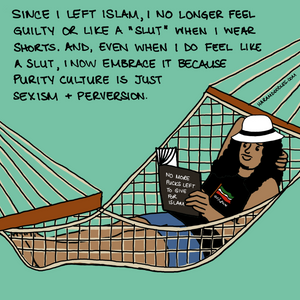 SINCE I LEFT ISLAM, I NO LONGER FEEL
GUILTY OR LIKE A "SLUT" WHEN I WEAR
SHORTS. AND, EVEN WHEN I DO FEEL LIKE
A SLUT, I NOW EMBRACE IT BECAUSE
PURITY CULTURE IS JUST
SEXISM + PERVERSION.
NO MORE
FUCKS LEFT
TO GIVE
FOR
ISLAM